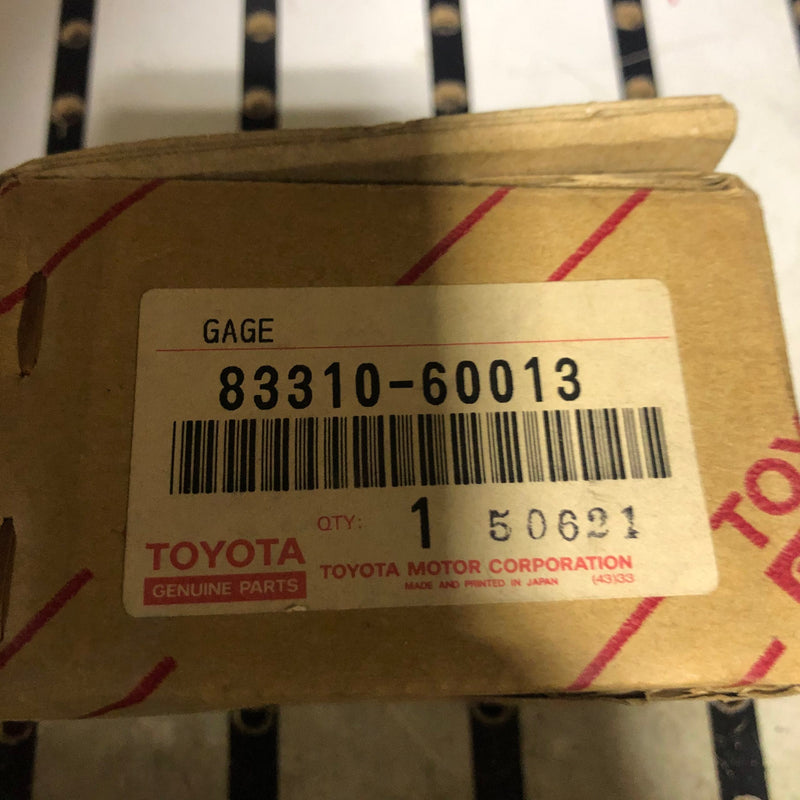 GAGE
83310-60013
QTY: 1 50621
TOYOTA
GENUINE PARTS
TOYOTA MOTOR CORPORATION
MADE AND PRINTED IN JAPAN (43)33
TOY